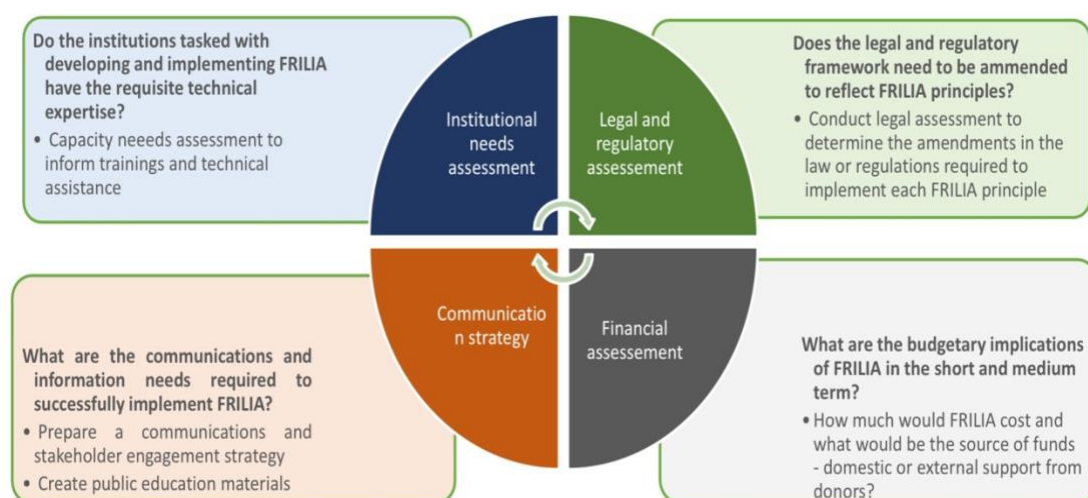 Do the institutions tasked with
developing and implementing FRILIA
have the requisite technical
expertise?
• Capacity neeeds assessment to
inform trainings and technical
assistance
Institutional
needs
assessment
Legal and
regulatory
assessment
Does the legal and regulatory
framework need to be ammended
to reflect FRILIA principles?
• Conduct legal assessment to
determine the amendments in the
law or regulations required to
implement each FRILIA principle
What are the communications and
information needs required to
successfully implement FRILIA?
• Prepare a communications and
stakeholder engagement strategy
• Create public education materials
Communicatio
n strategy
Financial
assessment
What are the budgetary implications
of FRILIA in the short and medium
term?
• How much would FRILIA cost and
what would be the source of funds
- domestic or external support from
donors?